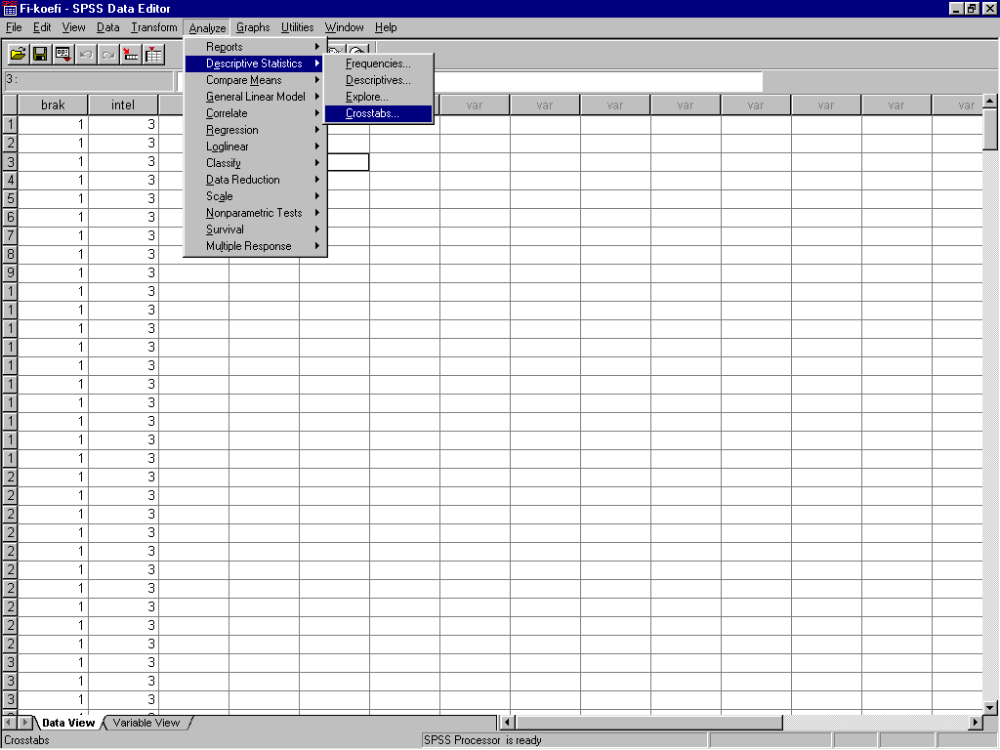 Fi-koefi - SPSS Data Editor
File Edit View Data Transform Analyze Graphs Utilities Window Help
3:
Reports
Descriptive Statistics
Compare Means
General Linear Model
Correlate
Regression
Loglinear
Classify
Data Reduction
Scale
Nonparametric Tests
Survival
Multiple Response
Frequencies...
Descriptives...
Explore...
Crosstabs...
brak intel var var var var var var var var
1 1 3
2 1 3
3 1 3
4 1 3
5 1 3
6 1 3
7 1 3
8 1 3
9 1 3
1 1 3
1 1 3
1 1 3
1 1 3
1 1 3
1 1 3
1 1 3
1 1 3
1 1 3
1 1 3
2 1 3
2 1 3
2 1 3
2 1 3
2 1 3
2 1 3
2 1 3
2 1 3
2 1 3
2 1 3
3 1 3
3 1 3
3 1 3
Data View Variable View
Crosstabs SPSS Processor is ready